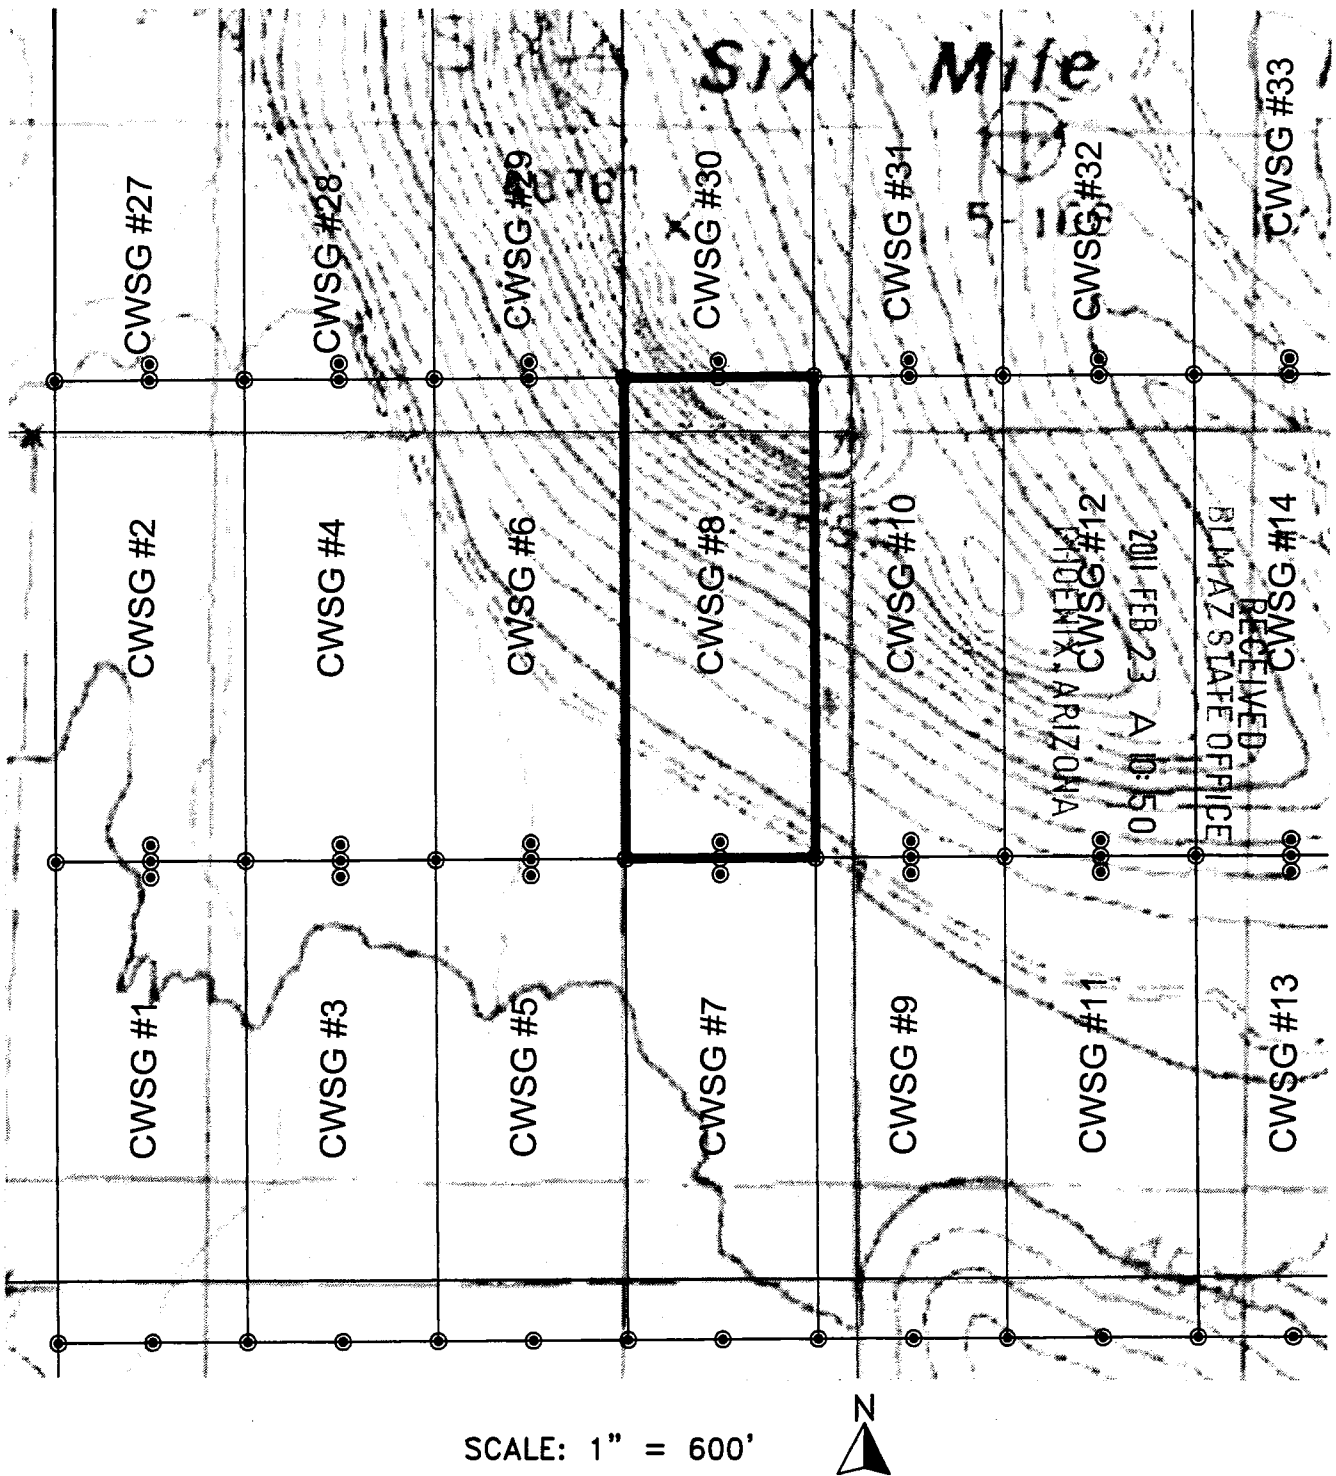 Six Mile
CWSG #27
CWSG #28
CWSG #29
CWSG #30
CWSG #31
CWSG #32
CWSG #33
CWSG #2
CWSG #4
CWSG #6
CWSG #8
CWSG #10
CWSG #12
CWSG #14
RECEIVED
BLM AZ STATE OFFICE
2011 FEB 23 A 10:50
PHOENIX, ARIZONA
CWSG #1
CWSG #3
CWSG #5
CWSG #7
CWSG #9
CWSG #11
CWSG #13
N
SCALE: 1" = 600'